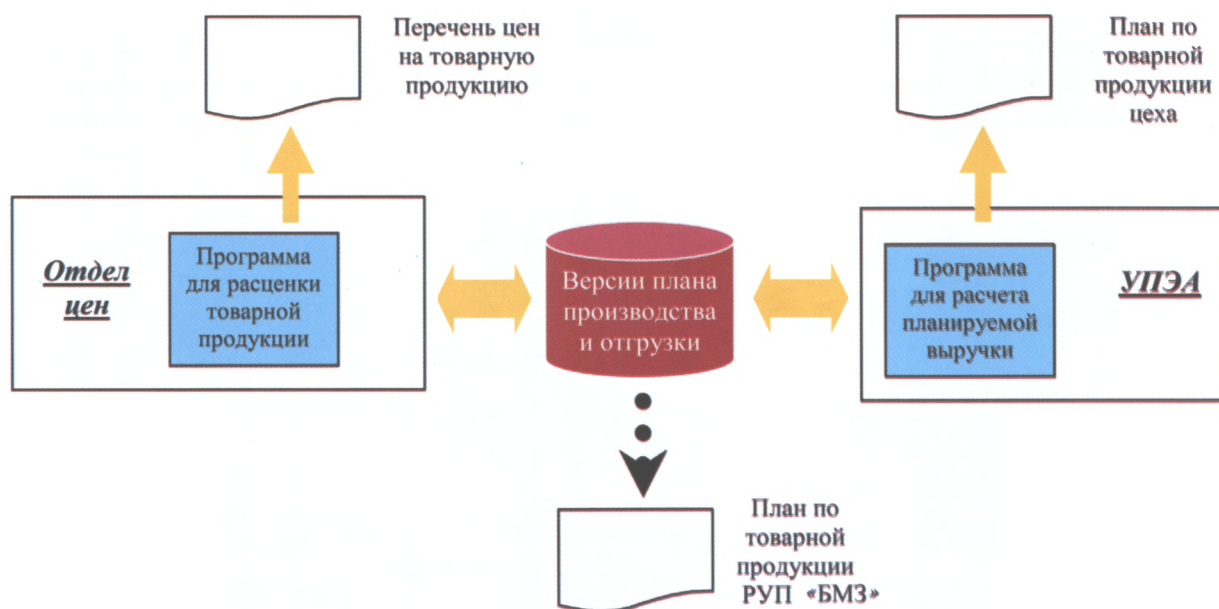 Перечень цен
на товарную
продукцию
План по
товарной
продукции
цеха
Отдел
цен
Программа
для расценки
товарной
продукции
Версии плана
производства
и отгрузки
Программа
для расчета
планируемой
выручки
УПЭА
План по
товарной
продукции
РУП «БМЗ»